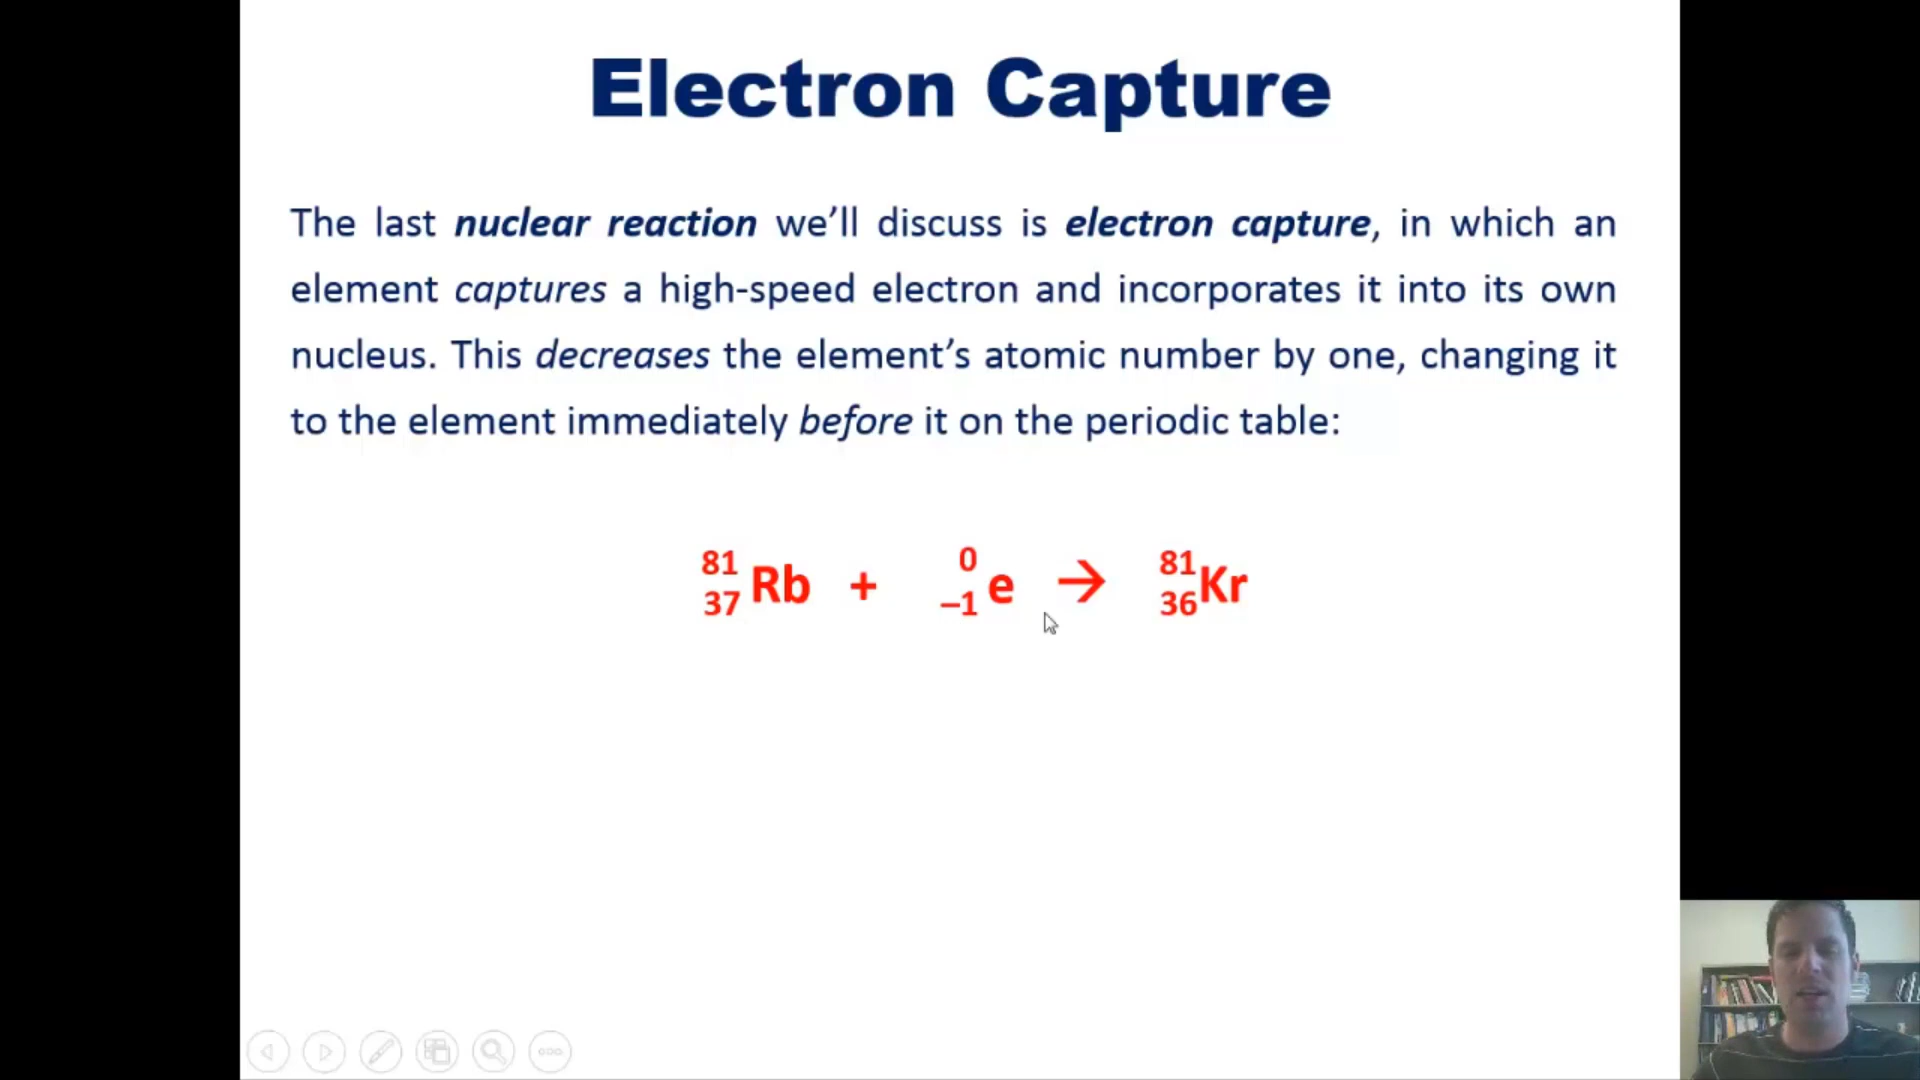 Electron Capture
The last nuclear reaction we’ll discuss is electron capture, in which an
element captures a high-speed electron and incorporates it into its own
nucleus. This decreases the element’s atomic number by one, changing it
to the element immediately before it on the periodic table:
81 37 Rb + 0 –1 e → 81 36 Kr